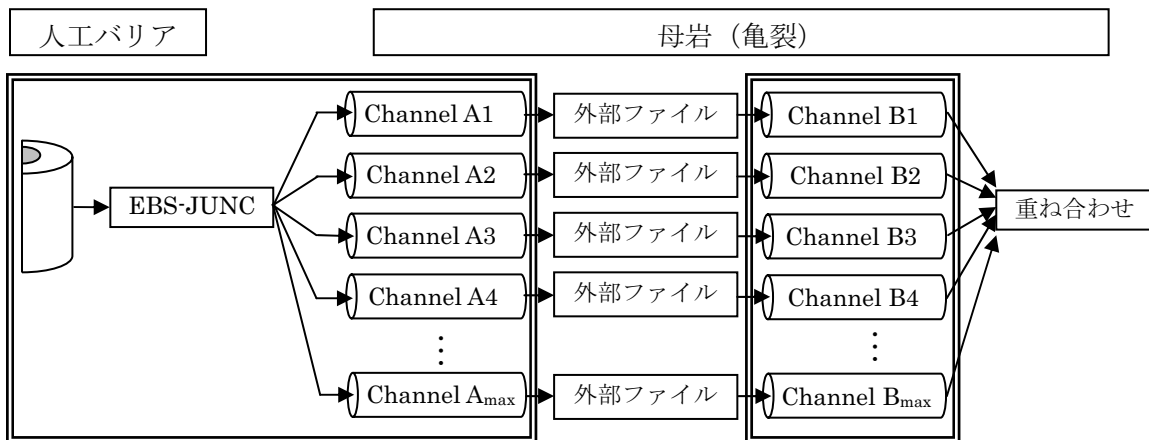 人工バリア
母岩（亀裂）
Channel A1
外部ファイル
Channel B1
Channel A2
外部ファイル
Channel B2
EBS-JUNC
Channel A3
外部ファイル
Channel B3
重ね合わせ
Channel A4
外部ファイル
Channel B4
⋮
⋮
Channel Amax
外部ファイル
Channel Bmax